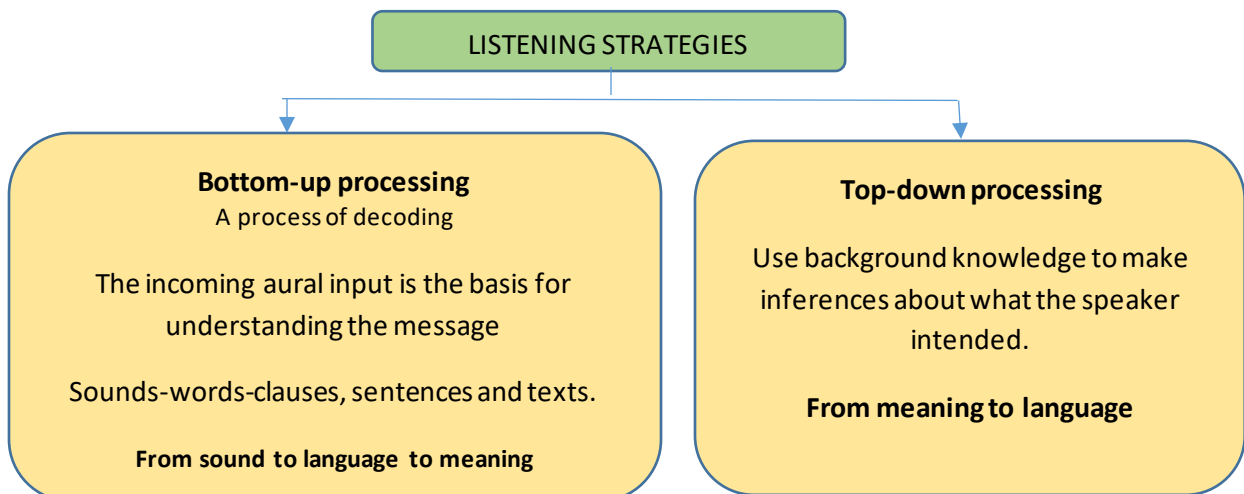 LISTENING STRATEGIES
Bottom-up processing
A process of decoding
The incoming aural input is the basis for
understanding the message
Sounds-words-clauses, sentences and texts.
From sound to language to meaning
Top-down processing
Use background knowledge to make
inferences about what the speaker
intended.
From meaning to language